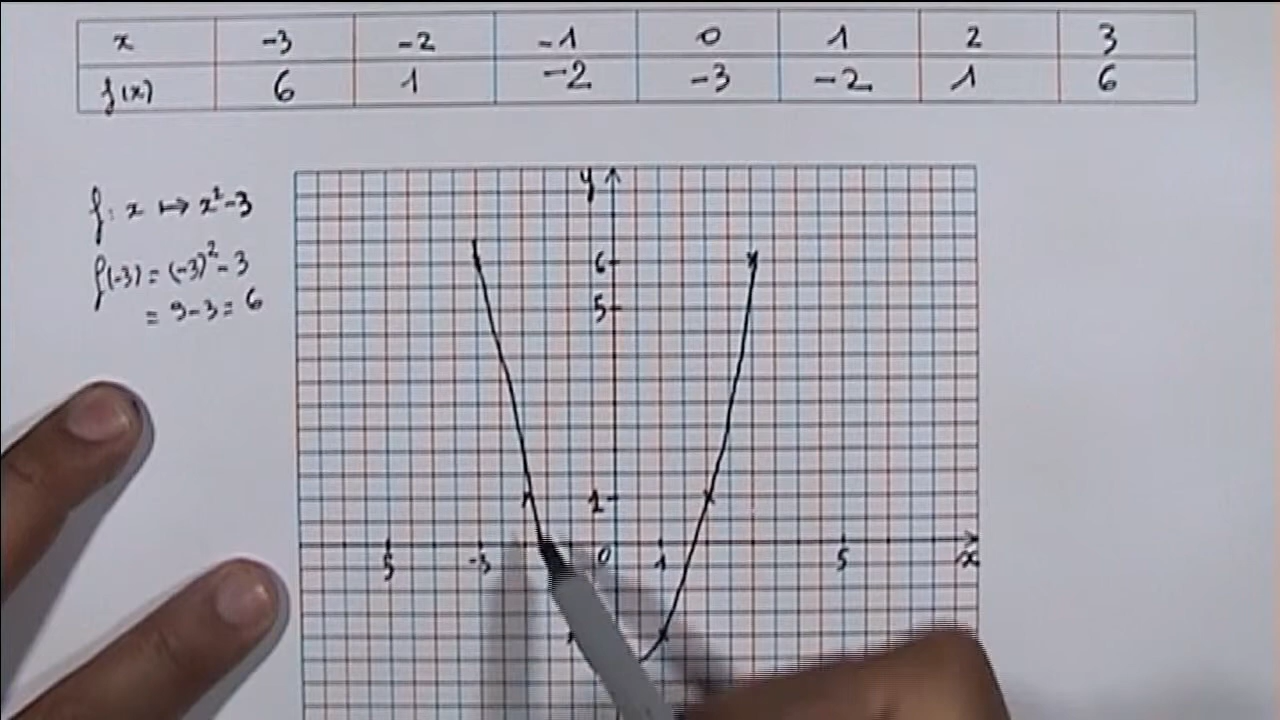 x -3 -2 -1 0 1 2 3
f(x) 6 1 -2 -3 -2 1 6
f: x ↦ x²-3
f(-3) = (-3)² - 3
= 9-3 = 6
y
6
5
1
5 -3 0 1 5 x